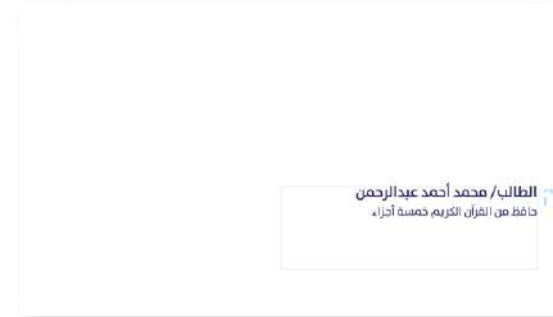 الطالب/ محمد أحمد عبدالرحمن
حافظ من القرآن الكريم خمسة أجزاء